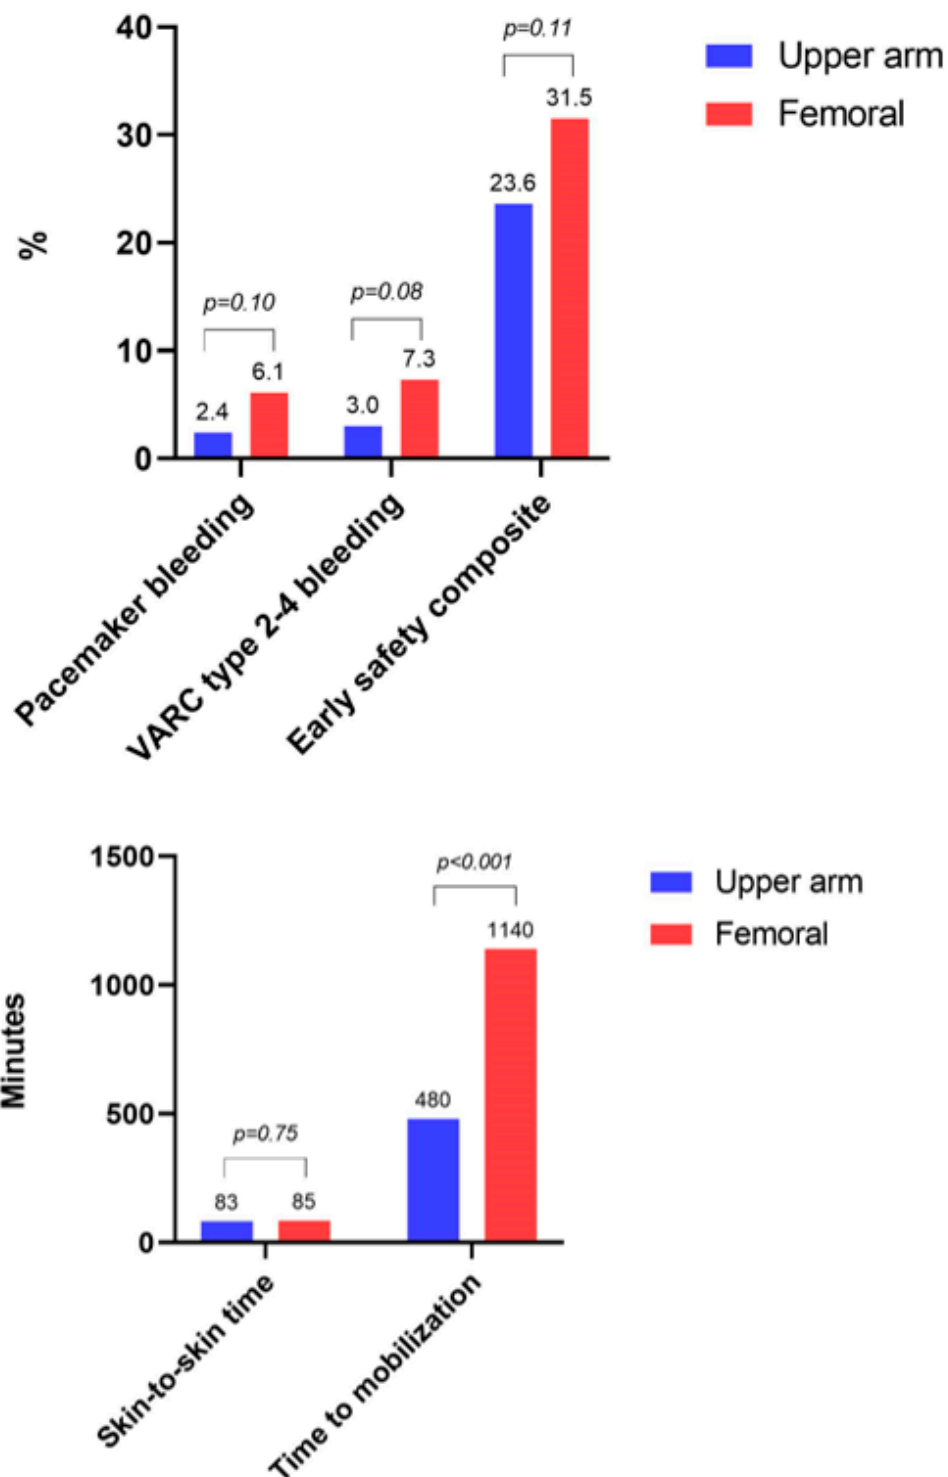 40
p=0.11
Upper arm
31.5
Femoral
30
23.6
%
20
p=0.10
p=0.08
10
6.1
7.3
2.4
3.0
0
Pacemaker bleeding
VARC type 2-4 bleeding
Early safety composite
1500
p<0.001
Upper arm
1140
Femoral
1000
Minutes
480
500
p=0.75
83
85
0
Skin-to-skin time
Time to mobilization